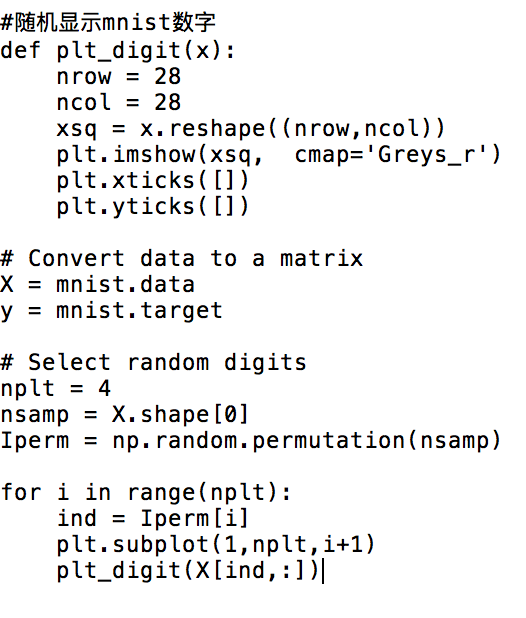 #随机显示mnist数字
def plt_digit(x):
    nrow = 28
    ncol = 28
    xsq = x.reshape((nrow,ncol))
    plt.imshow(xsq,  cmap='Greys_r')
    plt.xticks([])
    plt.yticks([])

# Convert data to a matrix
X = mnist.data
y = mnist.target

# Select random digits
nplt = 4
nsamp = X.shape[0]
Iperm = np.random.permutation(nsamp)

for i in range(nplt):
    ind = Iperm[i]
    plt.subplot(1,nplt,i+1)
    plt_digit(X[ind,:])